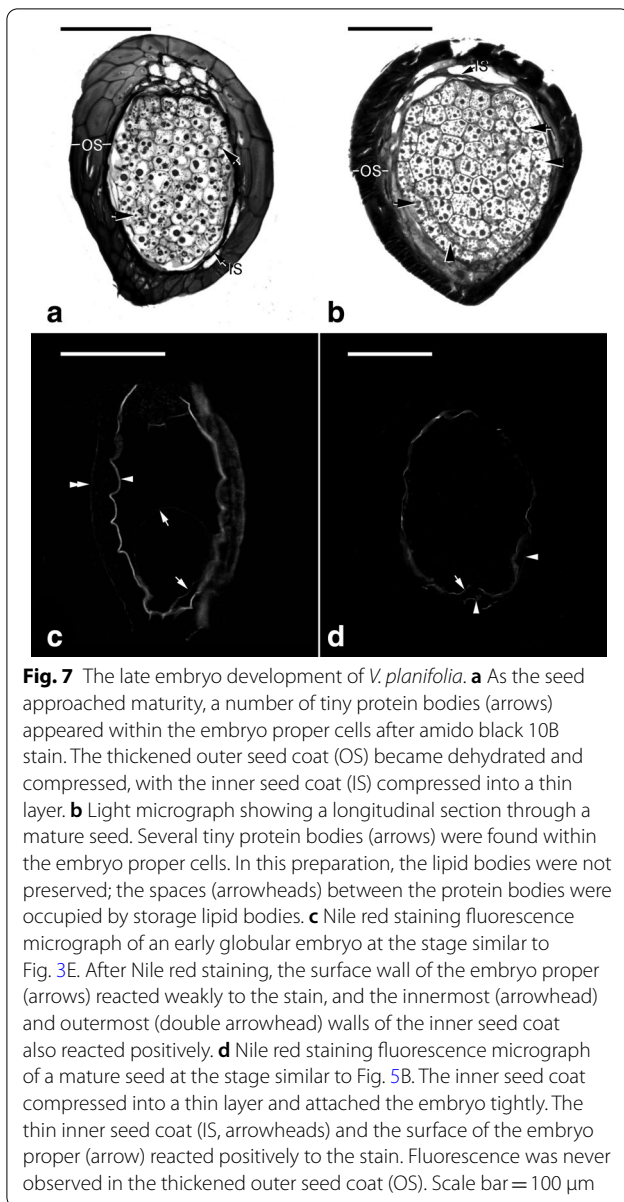 OS
IS
a
OS
IS
b
c
d
Fig. 7 The late embryo development of V. planifolia. a As the seed
approached maturity, a number of tiny protein bodies (arrows)
appeared within the embryo proper cells after amido black 10B
stain. The thickened outer seed coat (OS) became dehydrated and
compressed, with the inner seed coat (IS) compressed into a thin
layer. b Light micrograph showing a longitudinal section through a
mature seed. Several tiny protein bodies (arrows) were found within
the embryo proper cells. In this preparation, the lipid bodies were not
preserved; the spaces (arrowheads) between the protein bodies were
occupied by storage lipid bodies. c Nile red staining fluorescence
micrograph of an early globular embryo at the stage similar to
Fig. 3E. After Nile red staining, the surface wall of the embryo proper
(arrows) reacted weakly to the stain, and the innermost (arrowhead)
and outermost (double arrowhead) walls of the inner seed coat
also reacted positively. d Nile red staining fluorescence micrograph
of a mature seed at the stage similar to Fig. 5B. The inner seed coat
compressed into a thin layer and attached the embryo tightly. The
thin inner seed coat (IS, arrowheads) and the surface of the embryo
proper (arrow) reacted positively to the stain. Fluorescence was never
observed in the thickened outer seed coat (OS). Scale bar = 100 μm